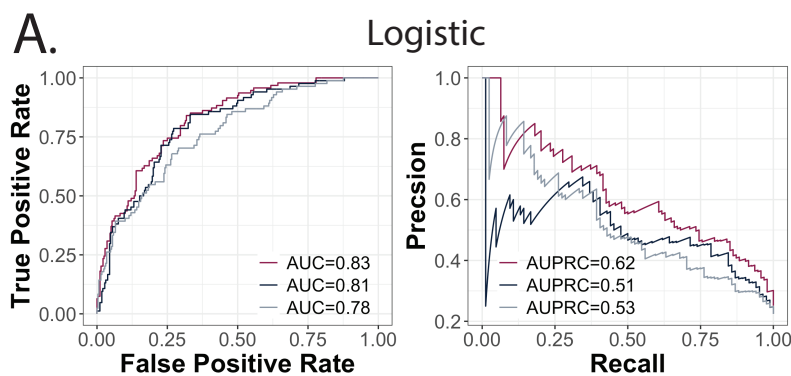 A.
Logistic
True Positive Rate
1.00
0.75
0.50
0.25
0.00
AUC=0.83
AUC=0.81
AUC=0.78
0.00 0.25 0.50 0.75 1.00
False Positive Rate
Precsion
1.0
0.8
0.6
0.4
0.2
AUPRC=0.62
AUPRC=0.51
AUPRC=0.53
0.00 0.25 0.50 0.75 1.00
Recall